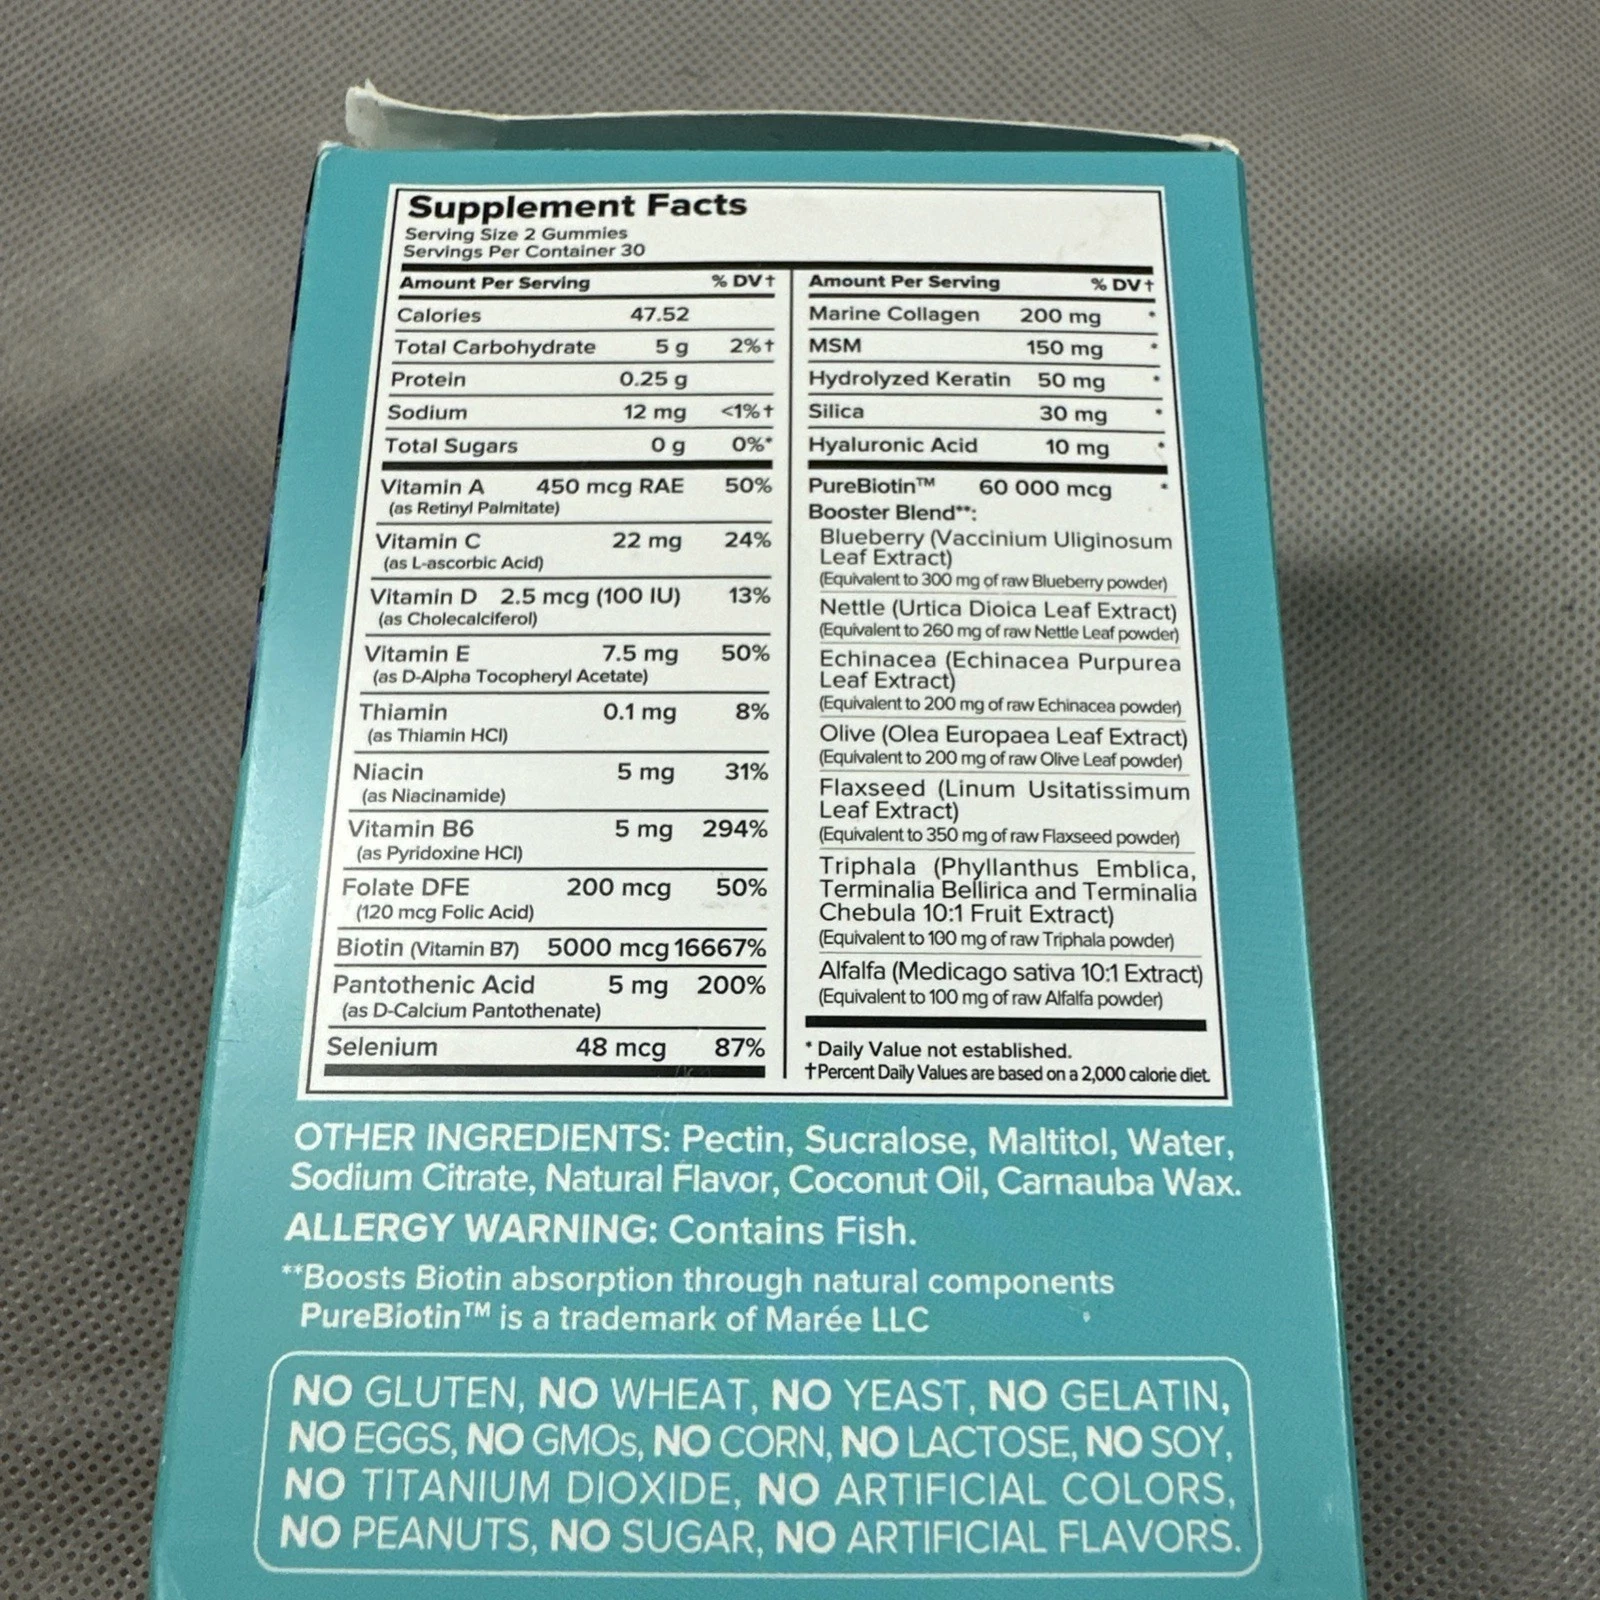 Supplement Facts
Serving Size 2 Gummies
Servings Per Container 30
Amount Per Serving % DV†
Calories 47.52
Total Carbohydrate 5 g 2%†
Protein 0.25 g
Sodium 12 mg <1%†
Total Sugars 0 g 0%*
Vitamin A 450 mcg RAE 50%
(as Retinyl Palmitate)
Vitamin C 22 mg 24%
(as L-ascorbic Acid)
Vitamin D 2.5 mcg (100 IU) 13%
(as Cholecalciferol)
Vitamin E 7.5 mg 50%
(as D-Alpha Tocopheryl Acetate)
Thiamin 0.1 mg 8%
(as Thiamin HCl)
Niacin 5 mg 31%
(as Niacinamide)
Vitamin B6 5 mg 294%
(as Pyridoxine HCl)
Folate DFE 200 mcg 50%
(120 mcg Folic Acid)
Biotin (Vitamin B7) 5000 mcg 16667%
Pantothenic Acid 5 mg 200%
(as D-Calcium Pantothenate)
Selenium 48 mcg 87%
Amount Per Serving % DV†
Marine Collagen 200 mg *
MSM 150 mg *
Hydrolyzed Keratin 50 mg *
Silica 30 mg *
Hyaluronic Acid 10 mg *
PureBiotin™ 60 000 mcg *
Booster Blend**:
Blueberry (Vaccinium Uliginosum
Leaf Extract)
(Equivalent to 300 mg of raw Blueberry powder)
Nettle (Urtica Dioica Leaf Extract)
(Equivalent to 260 mg of raw Nettle Leaf powder)
Echinacea (Echinacea Purpurea
Leaf Extract)
(Equivalent to 200 mg of raw Echinacea powder)
Olive (Olea Europaea Leaf Extract)
(Equivalent to 200 mg of raw Olive Leaf powder)
Flaxseed (Linum Usitatissimum
Leaf Extract)
(Equivalent to 350 mg of raw Flaxseed powder)
Triphala (Phyllanthus Emblica,
Terminalia Bellirica and Terminalia
Chebula 10:1 Fruit Extract)
(Equivalent to 100 mg of raw Triphala powder)
Alfalfa (Medicago sativa 10:1 Extract)
(Equivalent to 100 mg of raw Alfalfa powder)
* Daily Value not established.
†Percent Daily Values are based on a 2,000 calorie diet.
OTHER INGREDIENTS: Pectin, Sucralose, Maltitol, Water,
Sodium Citrate, Natural Flavor, Coconut Oil, Carnauba Wax.
ALLERGY WARNING: Contains Fish.
**Boosts Biotin absorption through natural components
PureBiotin™ is a trademark of Marée LLC
NO GLUTEN, NO WHEAT, NO YEAST, NO GELATIN,
NO EGGS, NO GMOs, NO CORN, NO LACTOSE, NO SOY,
NO TITANIUM DIOXIDE, NO ARTIFICIAL COLORS,
NO PEANUTS, NO SUGAR, NO ARTIFICIAL FLAVORS.